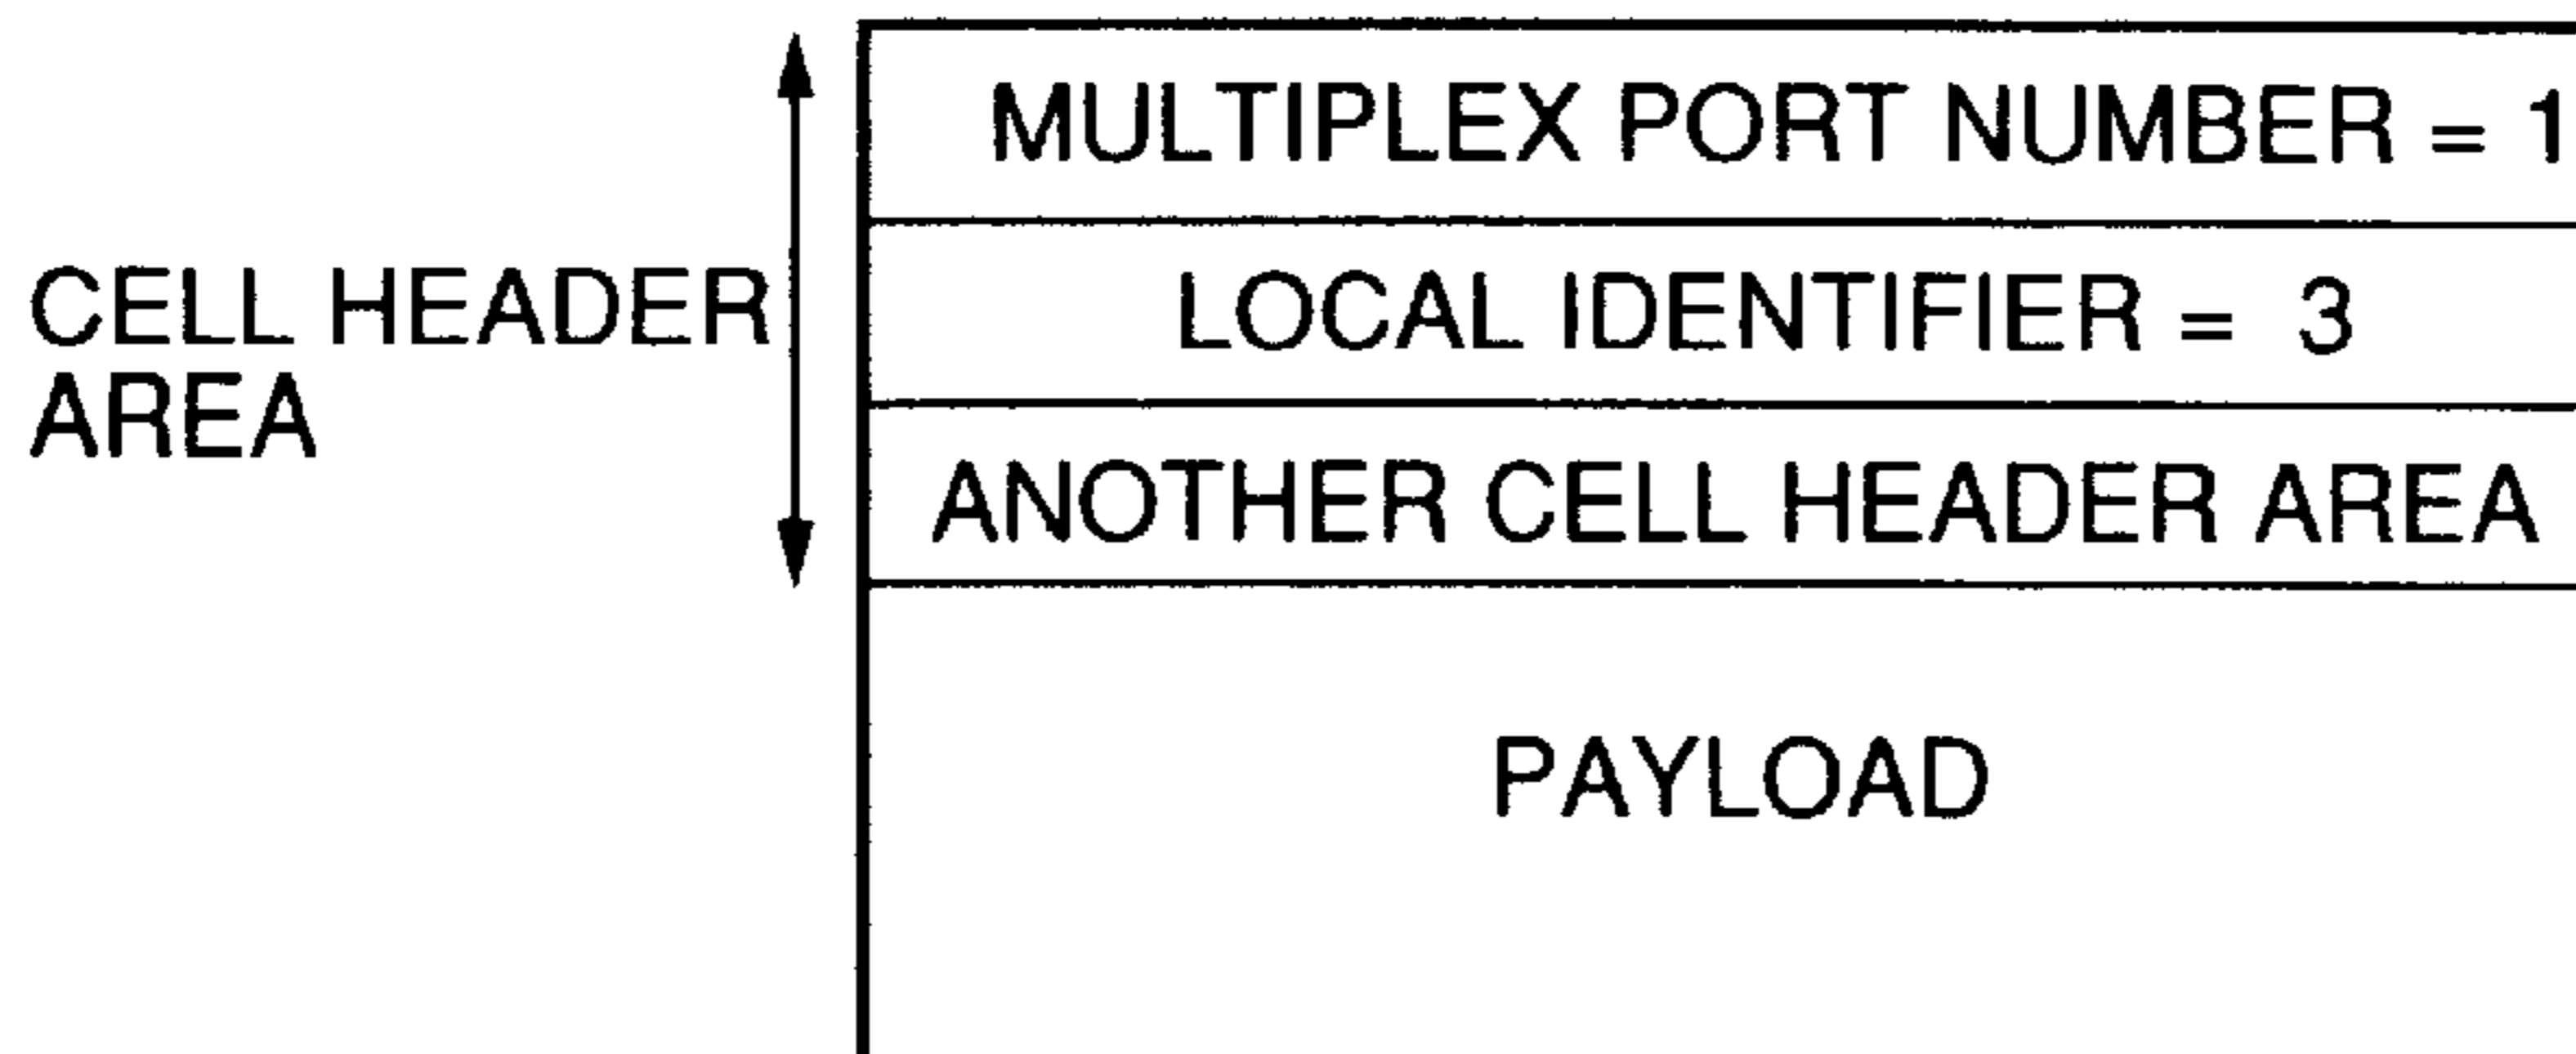 MULTIPLEX PORT NUMBER = 1
CELL HEADER
AREA
LOCAL IDENTIFIER = 3
ANOTHER CELL HEADER AREA
PAYLOAD